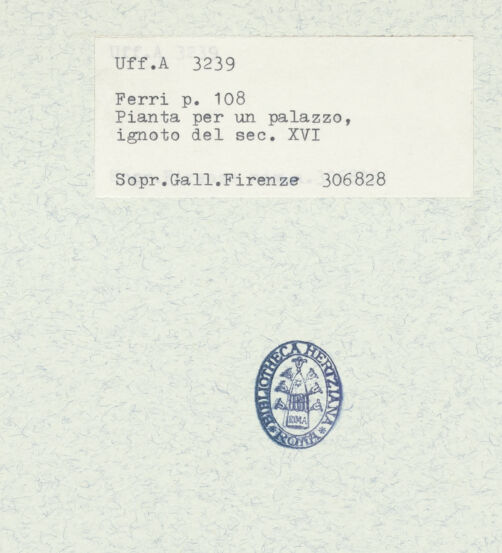 Uff.A 3239
Ferri p. 108
Pianta per un palazzo,
ignoto del sec. XVI
Sopr.Gall.Firenze 306828
BIBLIOTHECA HERTZIANA
ROMA
ROMA